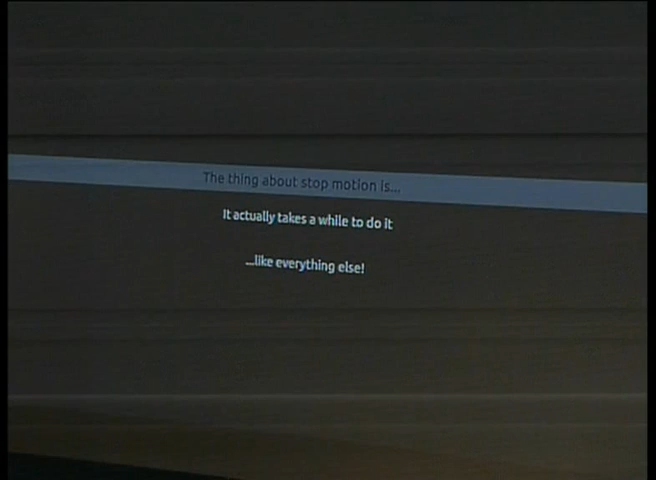 The thing about stop motion is...
It actually takes a while to do it
...like everything else!